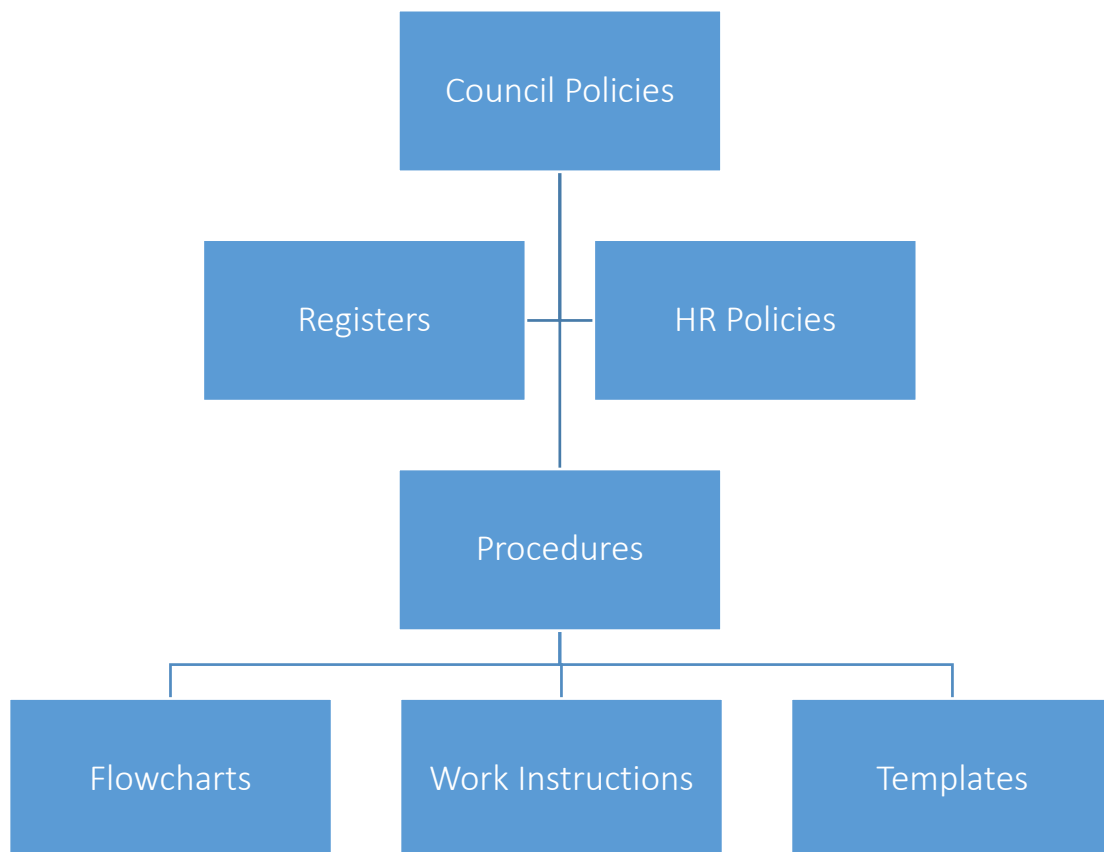 Council Policies
Registers
HR Policies
Procedures
Flowcharts
Work Instructions
Templates